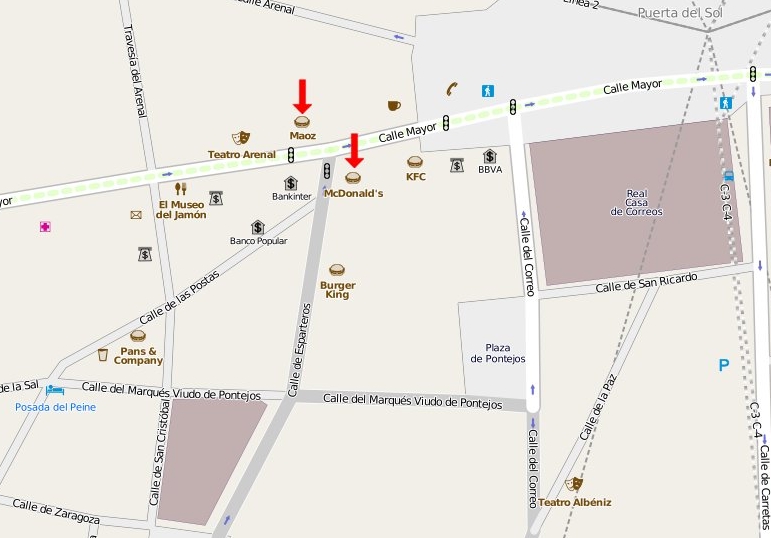 Calle Arenal
Línea 2
Puerta del Sol
Travesía del Arenal
Calle Mayor
Maoz
Calle Mayor
Teatro Arenal
McDonald's
KFC
BBVA
Bankinter
El Museo
del Jamón
yor
Real
Casa
de Correos
C-3 C-4
Banco Popular
Calle del Correo
Burger
King
Calle de San Ricardo
Calle de las Postas
Calle de Esparteros
Pans &
Company
Plaza
de Pontejos
P
de la Sal
Calle del Marqués Viudo de Pontejos
Calle del Marqués Viudo de Pontejos
Posada del Peine
Calle de la Paz
C-3 C-4
Calle de San Cristóbal
Calle del Correo
Calle de Carretas
Teatro Albéniz
Calle de Zaragoza